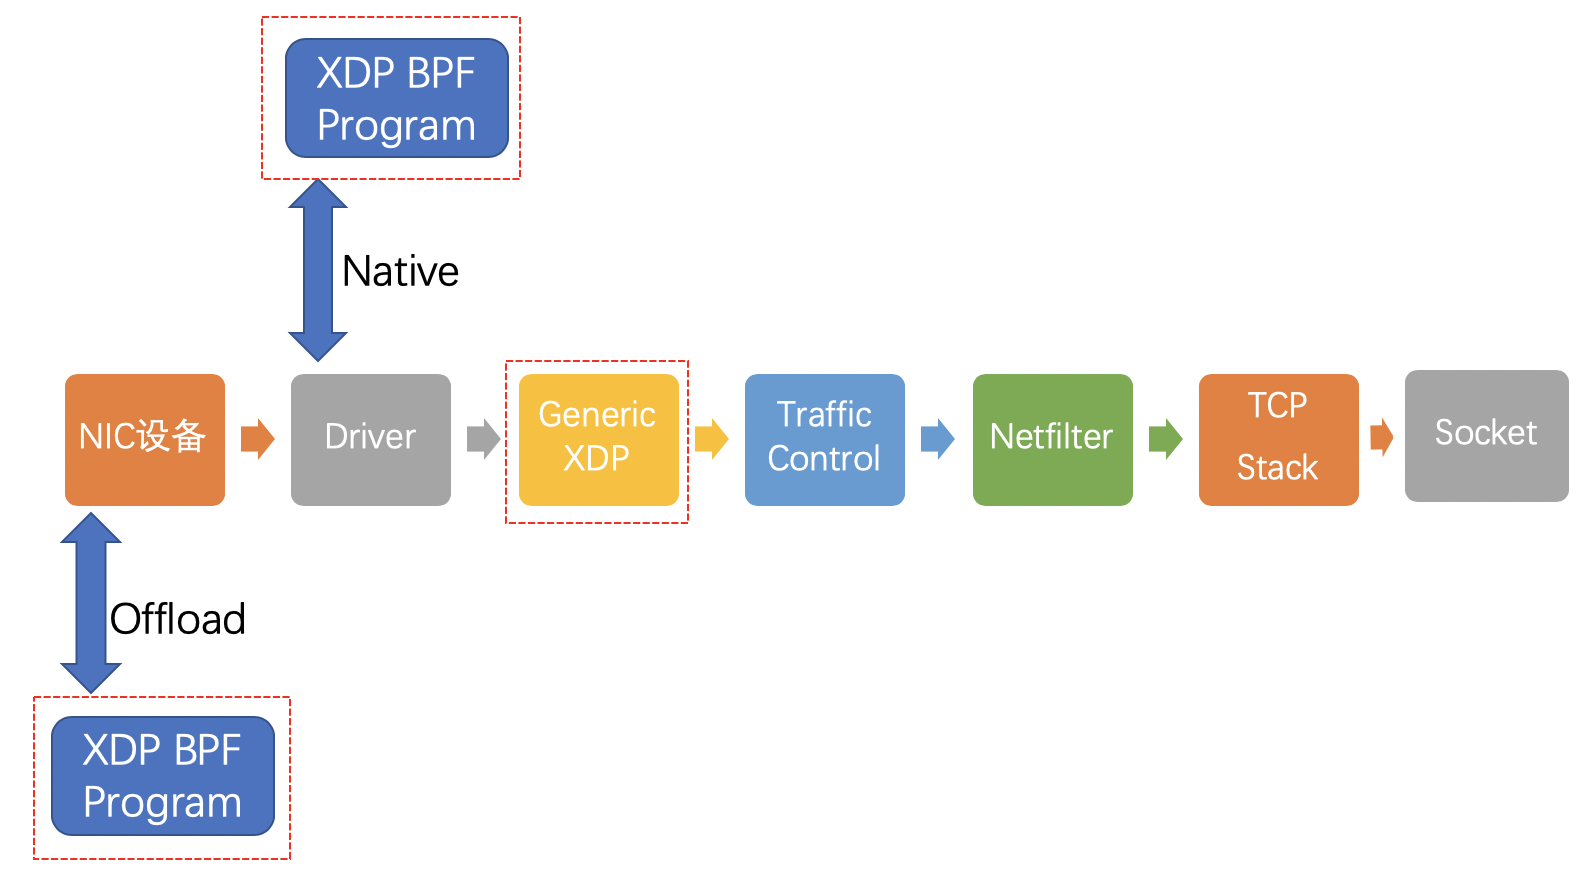 XDP BPF
Program
Native
NIC设备
Driver
Generic
XDP
Traffic
Control
Netfilter
TCP
Stack
Socket
Offload
XDP BPF
Program